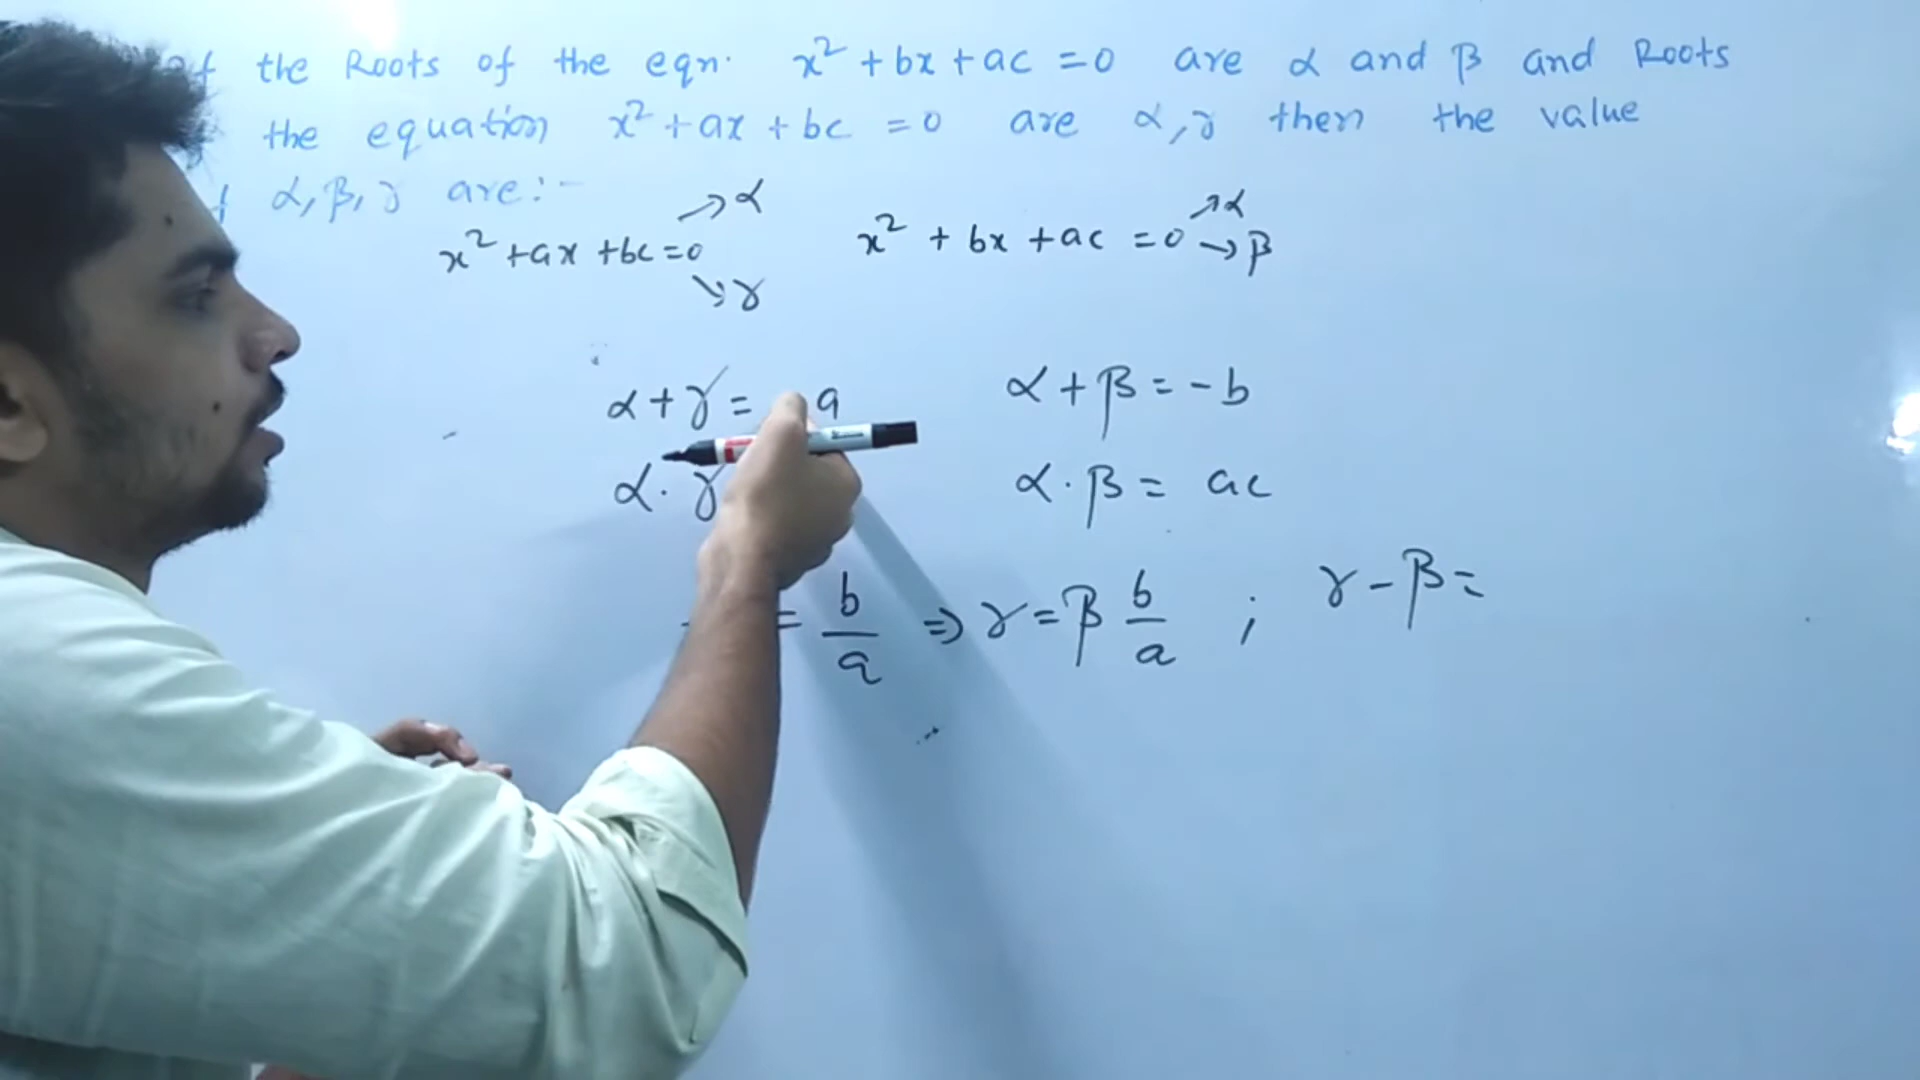 the Roots of the eqn. x² + bx + ac = 0 are α and β and Roots
the equation x² + ax + bc = 0 are α, γ then the value
α, β, γ are :-
x² + ax + bc = 0 → α ↘ γ
x² + bx + ac = 0 → α → β
α + γ = a
α + β = - b
α . γ
α . β = ac
= b/a ⇒ γ = β b/a ; γ - β =